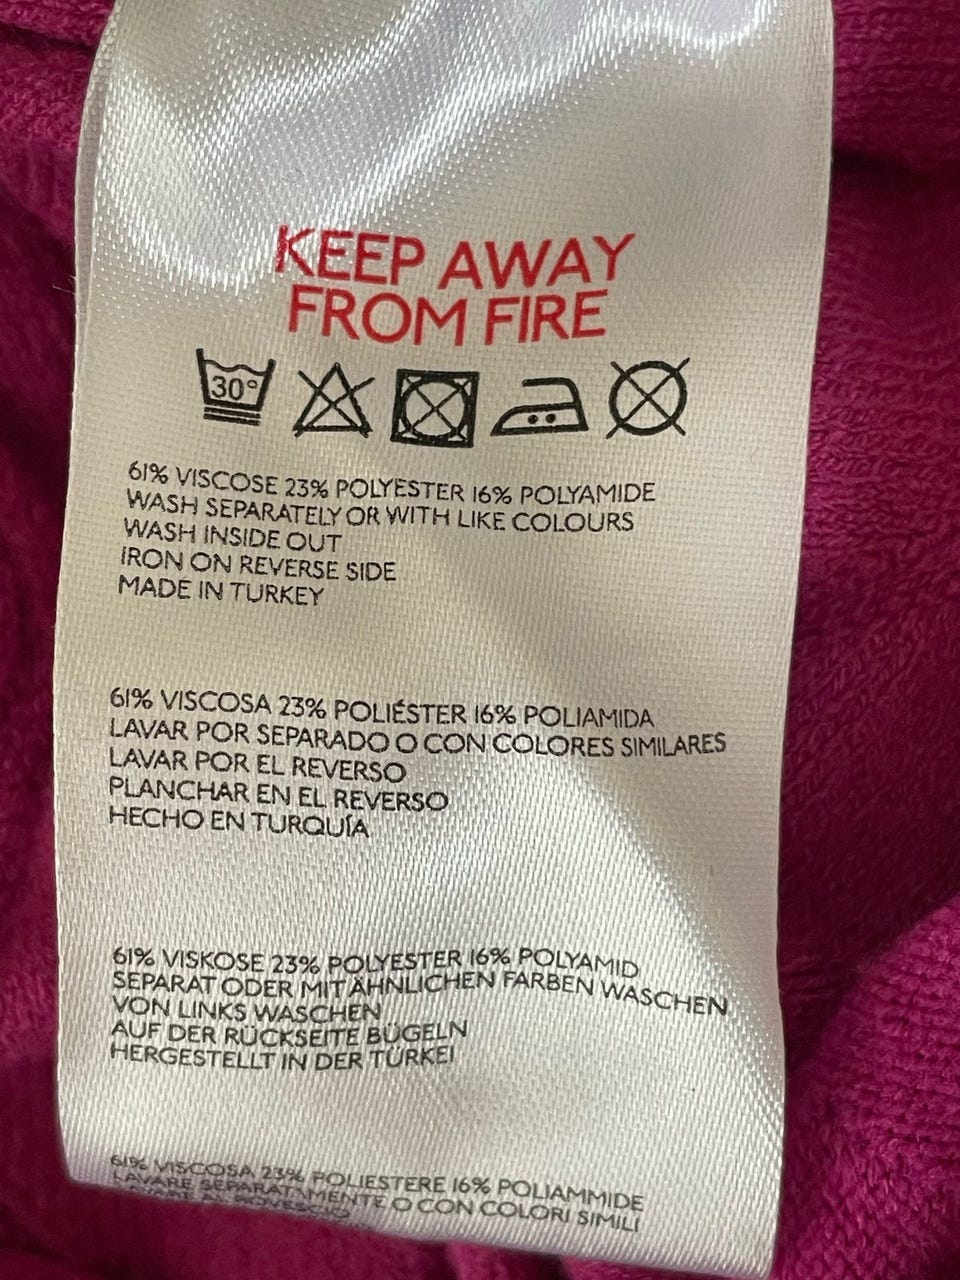 KEEP AWAY
FROM FIRE
30°
61% VISCOSE 23% POLYESTER 16% POLYAMIDE
WASH SEPARATELY OR WITH LIKE COLOURS
WASH INSIDE OUT
IRON ON REVERSE SIDE
MADE IN TURKEY
61% VISCOSA 23% POLIÉSTER 16% POLIAMIDA
LAVAR POR SEPARADO O CON COLORES SIMILARES
LAVAR POR EL REVERSO
PLANCHAR EN EL REVERSO
HECHO EN TURQUÍA
61% VISKOSE 23% POLYESTER 16% POLYAMID
SEPARAT ODER MIT ÄHNLICHEN FARBEN WASCHEN
VON LINKS WASCHEN
AUF DER RÜCKSEITE BÜGELN
HERGESTELLT IN DER TÜRKEI
61% VISCOSA 23% POLIESTERE 16% POLIAMMIDE
LAVARE SEPARATAMENTE O CON COLORI SIMILI
LAVARE AL ROVESCIO